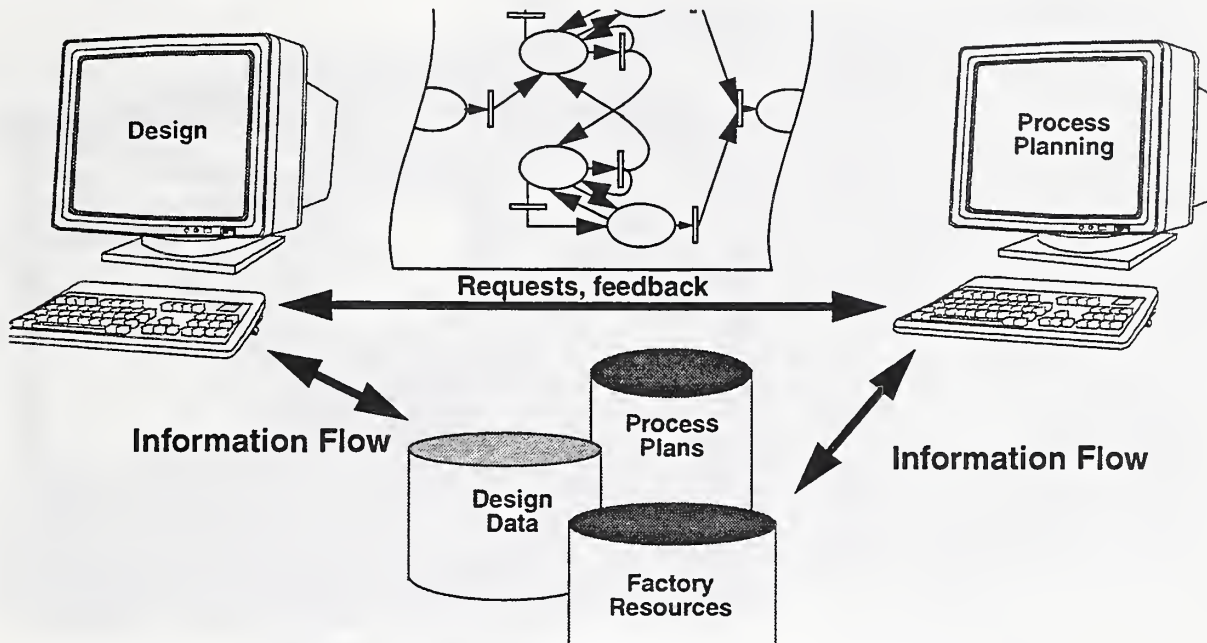 Design
Process
Planning
Requests, feedback
Information Flow
Process
Plans
Information Flow
Design
Data
Factory
Resources